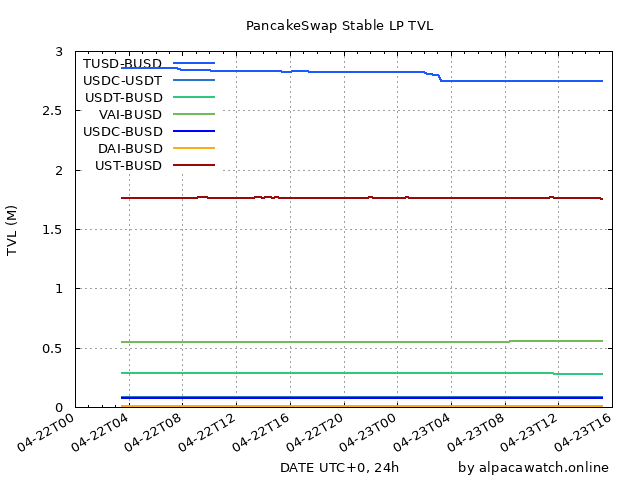 PancakeSwap Stable LP TVL
3
2.5
2
1.5
1
0.5
0
TVL (M)
TUSD-BUSD
USDC-USDT
USDT-BUSD
VAI-BUSD
USDC-BUSD
DAI-BUSD
UST-BUSD
04-22T00
04-22T04
04-22T08
04-22T12
04-22T16
04-22T20
04-23T00
04-23T04
04-23T08
04-23T12
04-23T16
DATE UTC+0, 24h
by alpacawatch.online